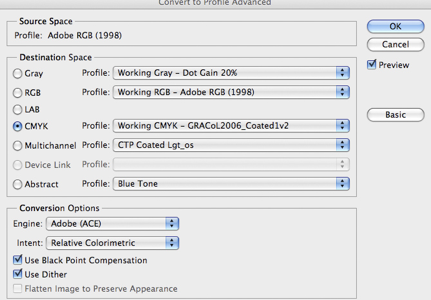 Convert to Profile Advanced
Source Space
Profile: Adobe RGB (1998)
OK
Cancel
Preview
Basic
Destination Space
Gray Profile: Working Gray - Dot Gain 20%
RGB Profile: Working RGB - Adobe RGB (1998)
LAB
CMYK Profile: Working CMYK - GRACoL2006_Coated1v2
Multichannel Profile: CTP Coated Lgt_os
Device Link Profile:
Abstract Profile: Blue Tone
Conversion Options
Engine: Adobe (ACE)
Intent: Relative Colorimetric
Use Black Point Compensation
Use Dither
Flatten Image to Preserve Appearance